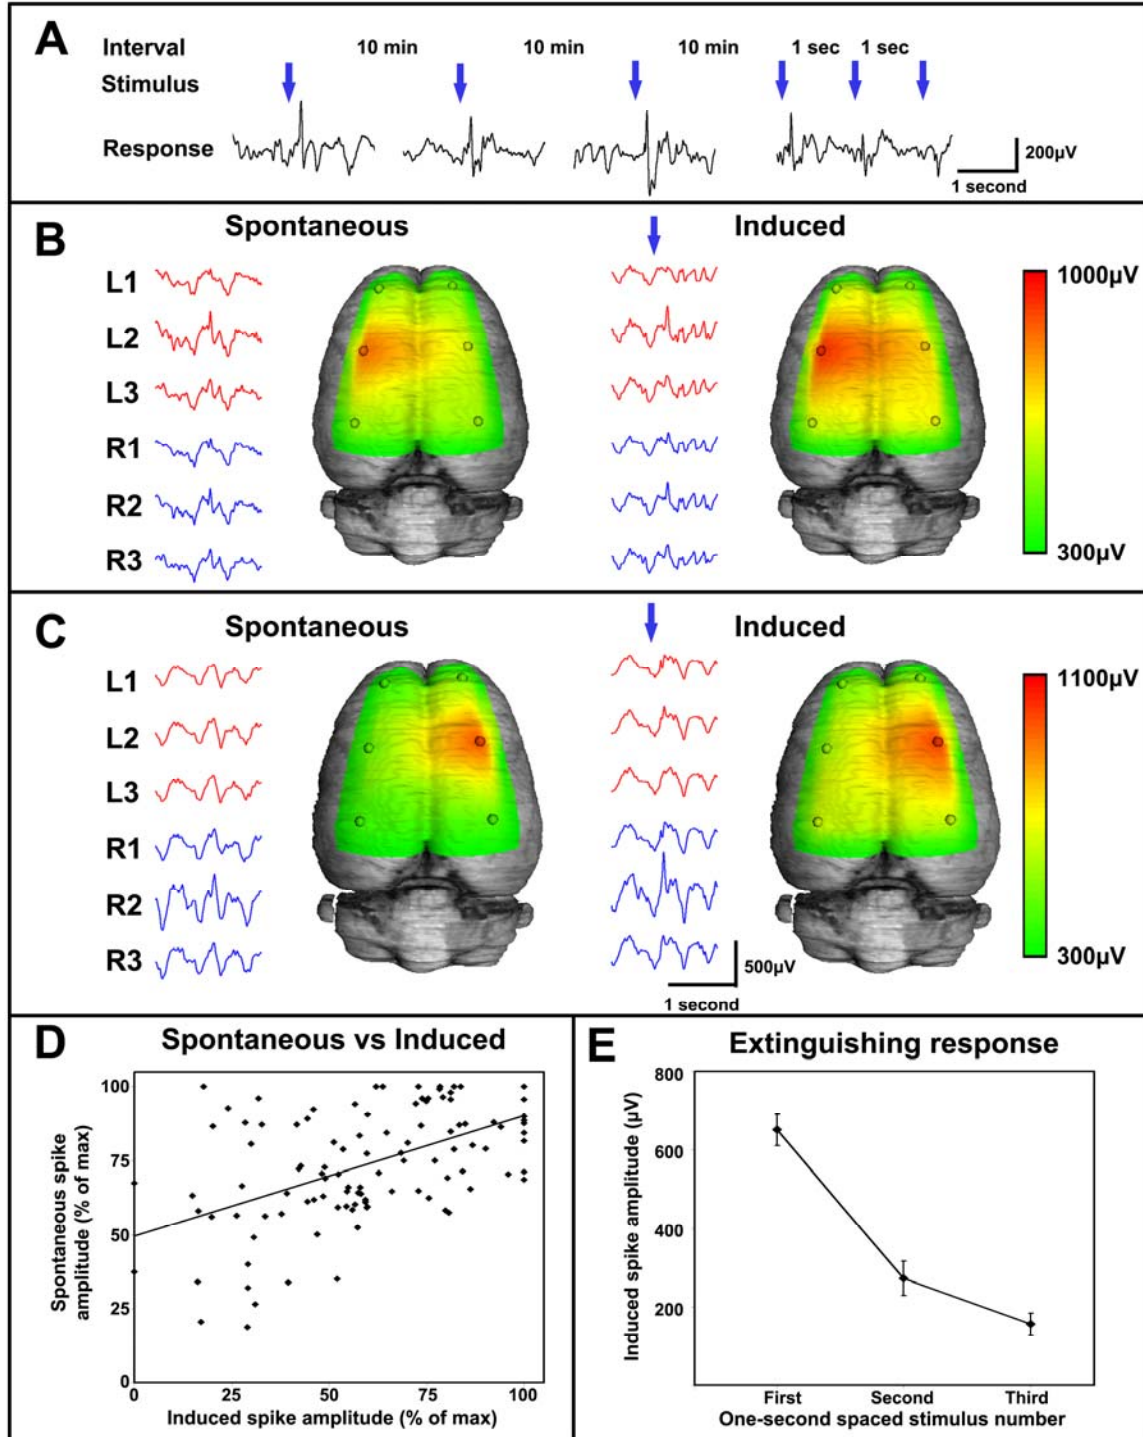 A
Interval 10 min 10 min 10 min 1 sec 1 sec
Stimulus
Response
200µV
1 second
B
Spontaneous
Induced
L1
L2
L3
R1
R2
R3
1000µV
300µV
C
Spontaneous
Induced
L1
L2
L3
R1
R2
R3
500µV
1 second
1100µV
300µV
D
Spontaneous vs Induced
Spontaneous spike
amplitude (% of max)
100
75
50
25
0
0 25 50 75 100
Induced spike amplitude (% of max)
E
Extinguishing response
Induced spike amplitude (µV)
800
600
400
200
First Second Third
One-second spaced stimulus number